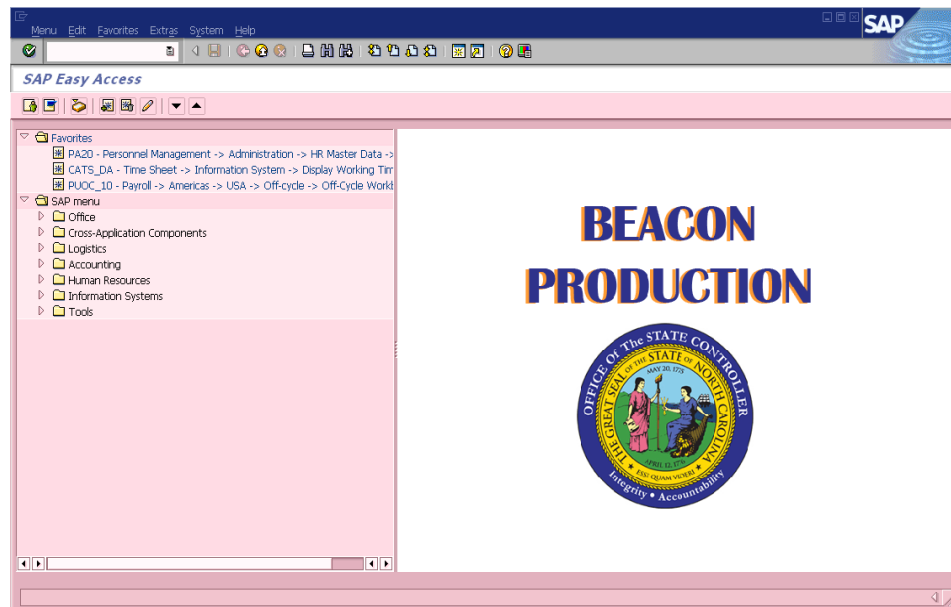 Menu Edit Favorites Extras System Help
SAP
SAP Easy Access
Favorites
PA20 - Personnel Management -> Administration -> HR Master Data ->
CATS_DA - Time Sheet -> Information System -> Display Working Tim
PUOC_10 - Payroll -> Americas -> USA -> Off-cycle -> Off-Cycle Work
SAP menu
Office
Cross-Application Components
Logistics
Accounting
Human Resources
Information Systems
Tools
BEACON
PRODUCTION
OFFICE Of The STATE CONTROLLER
THE GREAT SEAL OF THE STATE OF NORTH CAROLINA
MAY 20, 1775
APRIL 12, 1776
ESSE QUAM VIDERI
Integrity • Accountability